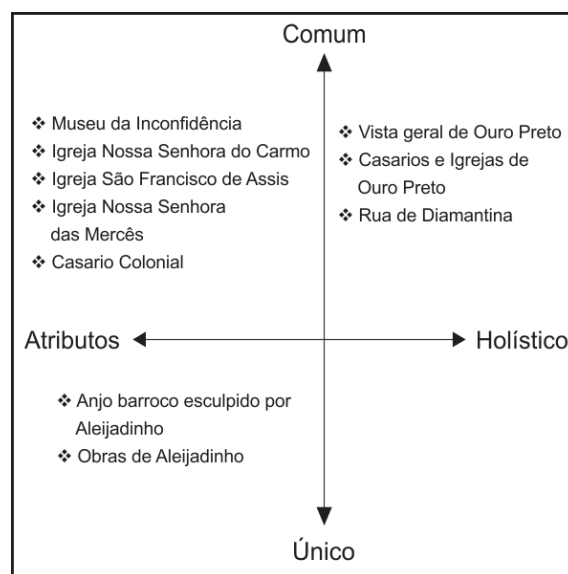 Comum
❖ Museu da Inconfidência
❖ Igreja Nossa Senhora do Carmo
❖ Igreja São Francisco de Assis
❖ Igreja Nossa Senhora
das Mercês
❖ Casario Colonial
❖ Vista geral de Ouro Preto
❖ Casarios e Igrejas de
Ouro Preto
❖ Rua de Diamantina
Atributos
Holístico
❖ Anjo barroco esculpido por
Aleijadinho
❖ Obras de Aleijadinho
Único